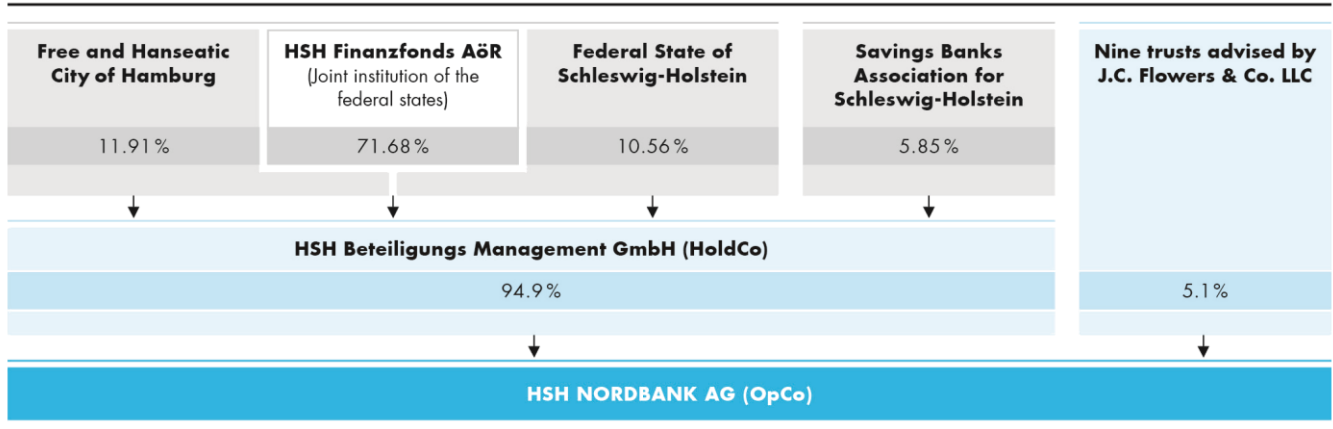 Free and Hanseatic
City of Hamburg
11.91 %
HSH Finanzfonds AöR
(Joint institution of the
federal states)
71.68 %
Federal State of
Schleswig-Holstein
10.56 %
Savings Banks
Association for
Schleswig-Holstein
5.85 %
Nine trusts advised by
J.C. Flowers & Co. LLC
HSH Beteiligungs Management GmbH (HoldCo)
94.9 %
5.1 %
HSH NORDBANK AG (OpCo)